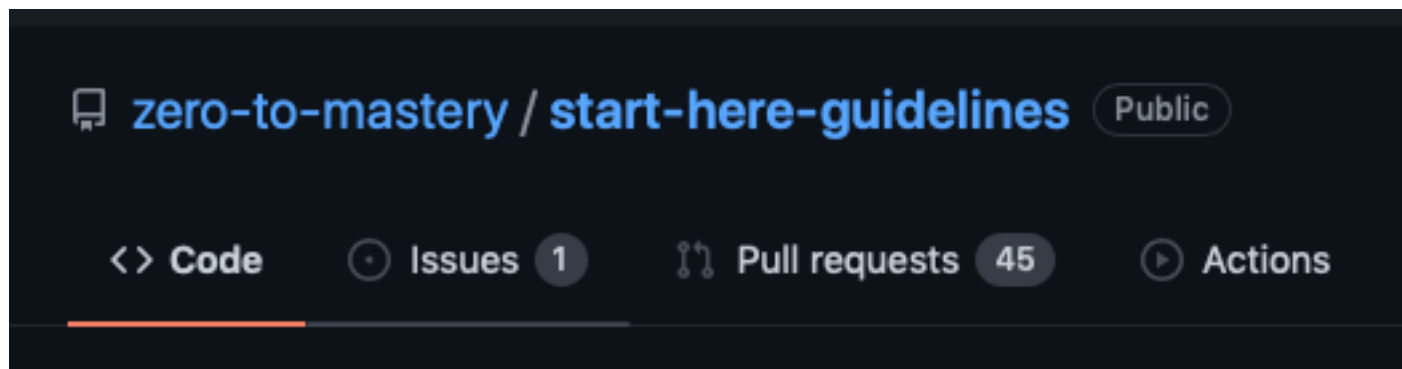 zero-to-mastery / start-here-guidelines Public
<> Code Issues 1 Pull requests 45 Actions